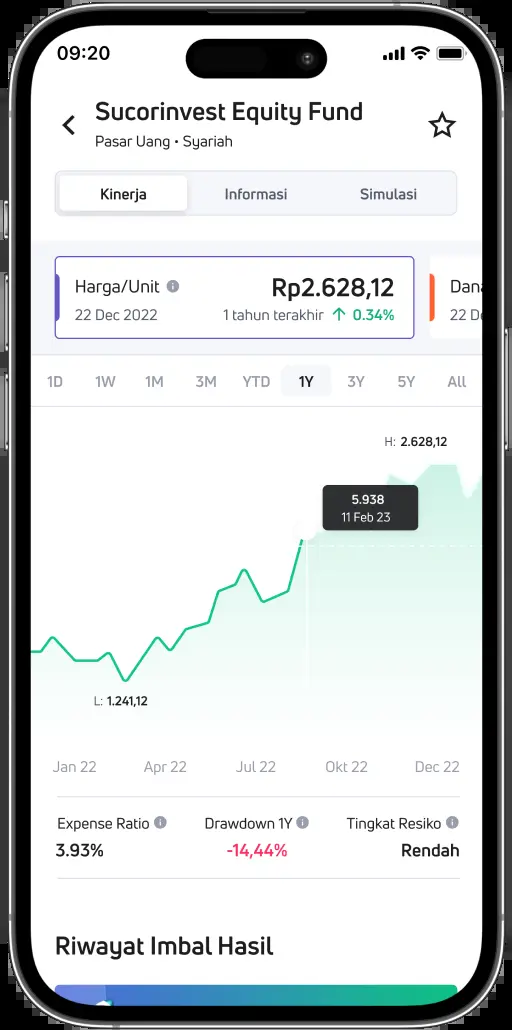 09:20
Sucorinvest Equity Fund
Pasar Uang • Syariah
Kinerja Informasi Simulasi
Harga/Unit Rp2.628,12
22 Dec 2022 1 tahun terakhir ↑ 0.34%
22
1D 1W 1M 3M YTD 1Y 3Y 5Y All
H: 2.628,12
5.938
11 Feb 23
L: 1.241,12
Jan 22 Apr 22 Jul 22 Okt 22 Dec 22
Expense Ratio Drawdown 1Y Tingkat Resiko
3.93% -14,44% Rendah
Riwayat Imbal Hasil